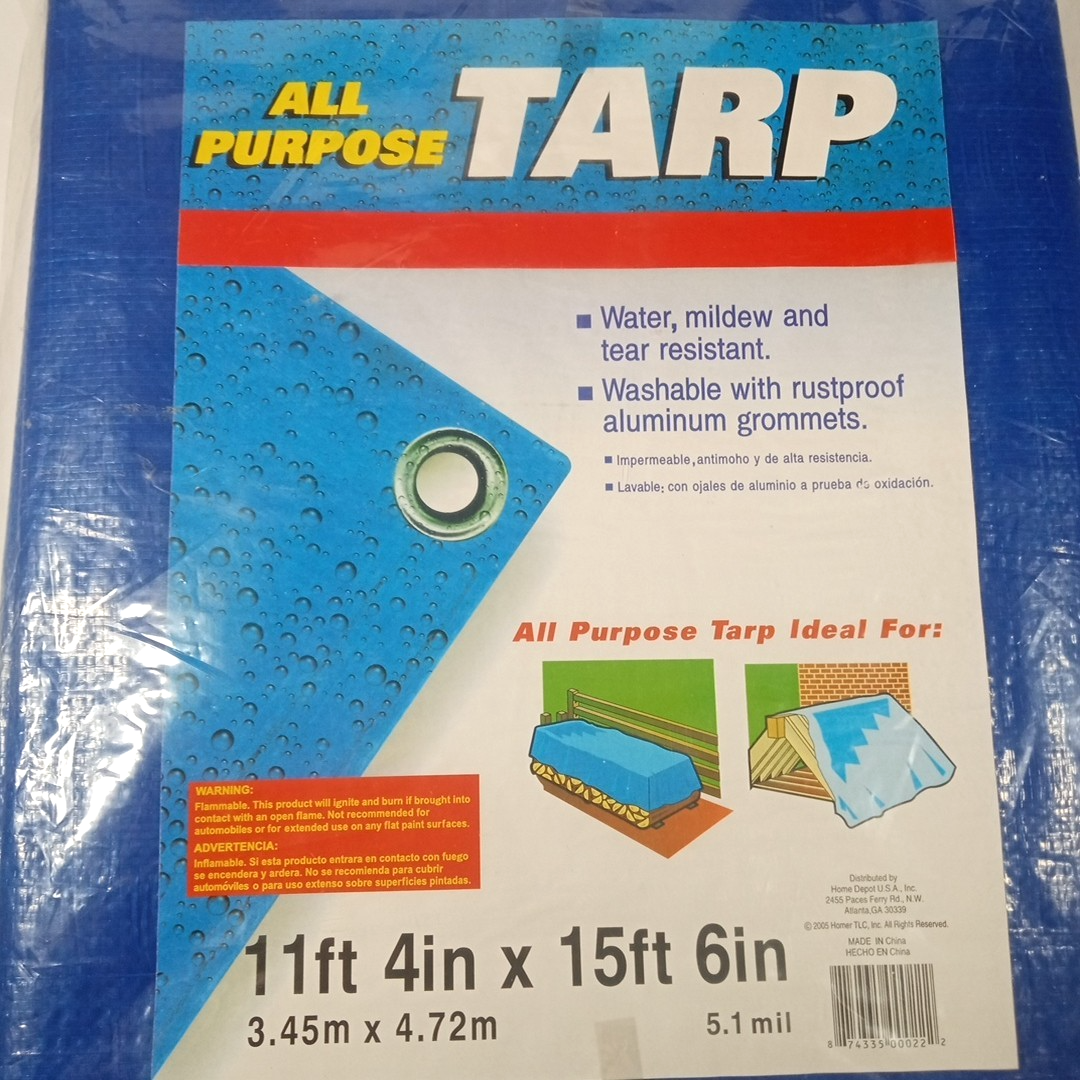 ALL
PURPOSE
TARP
■ Water, mildew and
tear resistant.
■ Washable with rustproof
aluminum grommets.
■ Impermeable, antimoho y de alta resistencia.
■ Lavable; con ojales de aluminio a prueba de oxidación.
All Purpose Tarp Ideal For:
WARNING:
Flammable. This product will ignite and burn if brought into
contact with an open flame. Not recommended for
automobiles or for extended use on any flat paint surfaces.
ADVERTENCIA:
Inflamable. Si esta producto entrara en contacto con fuego
se encendera y ardera. No se recomienda para cubrir
automóviles o para uso extenso sobre superficies pintadas.
Distributed by
Home Depot U.S.A., Inc.
2455 Paces Ferry Rd., N.W.
Atlanta,GA 30339
© 2005 Homer TLC, Inc. All Rights Reserved.
MADE IN China
HECHO EN China
11ft 4in x 15ft 6in
3.45m x 4.72m
5.1 mil
8 74335 00022 2